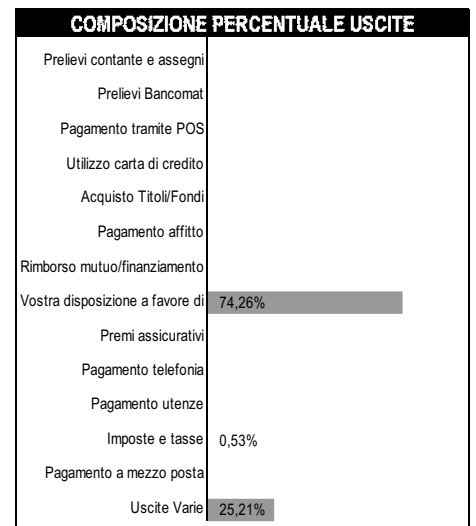 COMPOSIZIONE PERCENTUALE USCITE
Prelievi contante e assegni
Prelievi Bancomat
Pagamento tramite POS
Utilizzo carta di credito
Acquisto Titoli/Fondi
Pagamento affitto
Rimborso mutuo/finanziamento
Vostra disposizione a favore di 74,26%
Premi assicurativi
Pagamento telefonia
Pagamento utenze
Imposte e tasse 0,53%
Pagamento a mezzo posta
Uscite Varie 25,21%